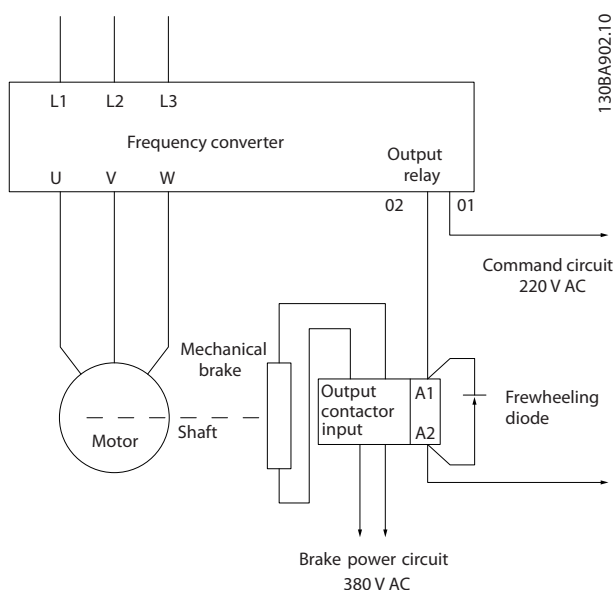 130BA902.10
L1 L2 L3
Frequency converter
Output
relay
U V W
02 01
Command circuit
220 V AC
Mechanical
brake
Output
contactor
input
A1
A2
Frewheeling
diode
Shaft
Motor
Brake power circuit
380 V AC